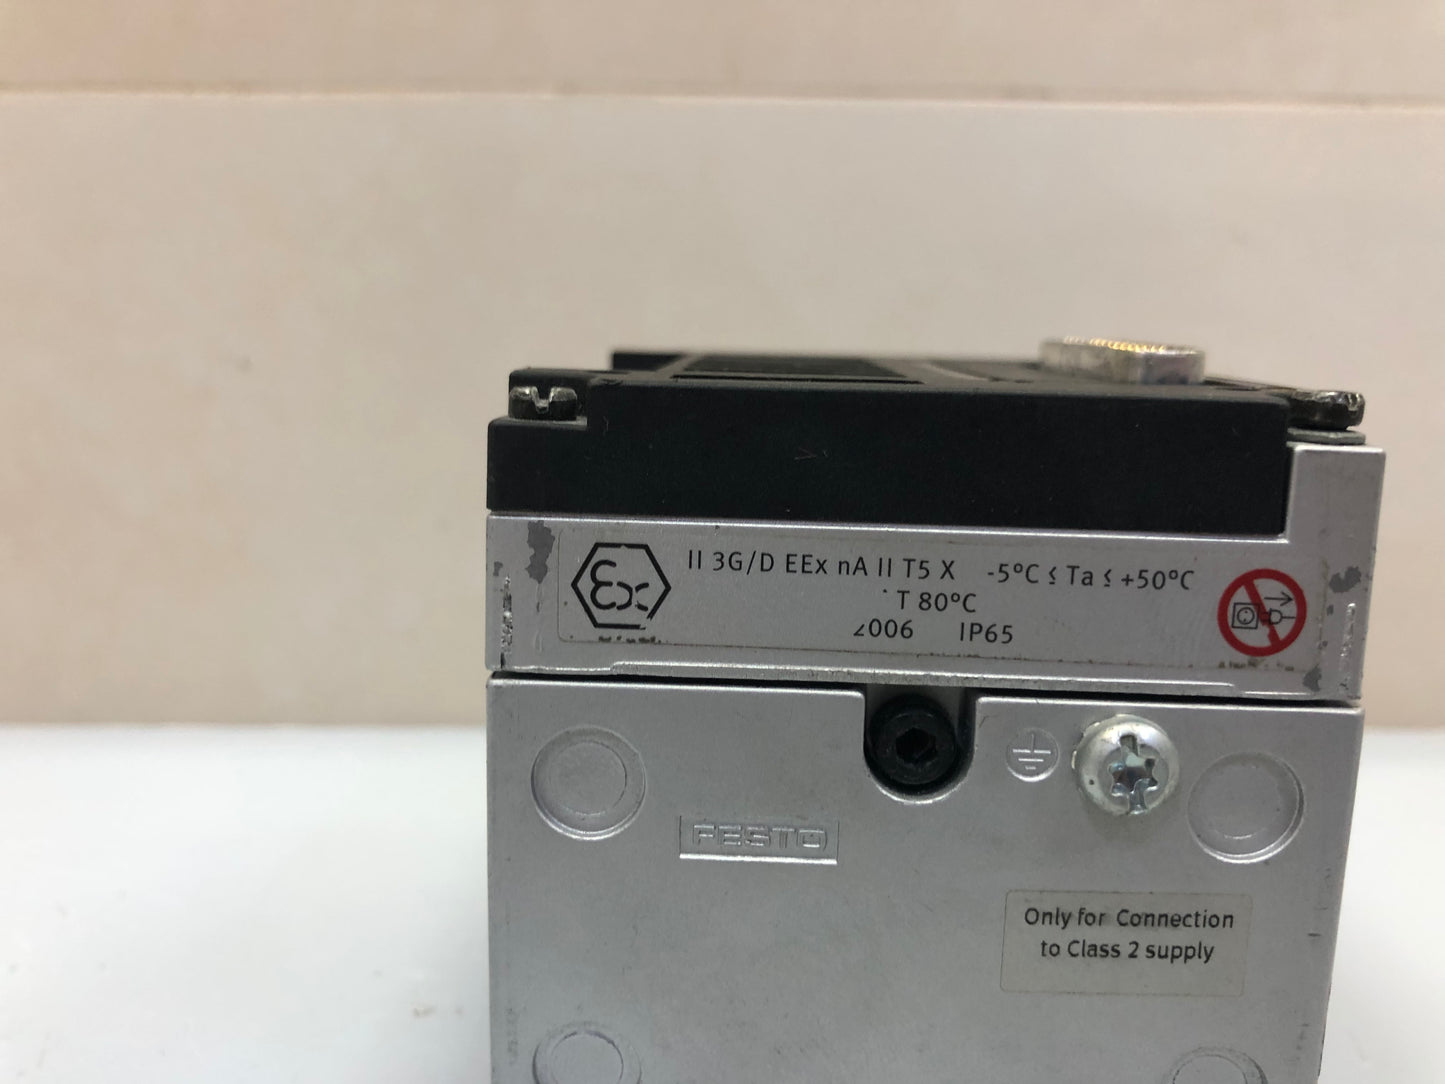 Ex II 3G/D EEx nA II T5 X -5°C ≤ Ta ≤ +50°C
T 80°C
2006 IP65
FESTO
Only for Connection
to Class 2 supply